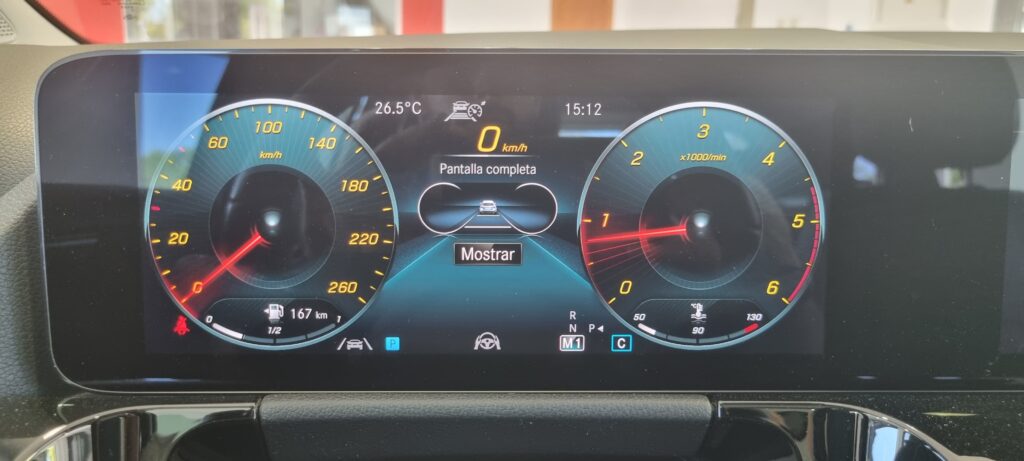 26.5°C
15:12
0 km/h
Pantalla completa
Mostrar
0
20
40
60
100
140
180
220
260
km/h
167 km
0
1/2
1
0
1
2
3
4
5
6
x1000/min
°C
50
90
130
P
R
N
P◄
M1
C